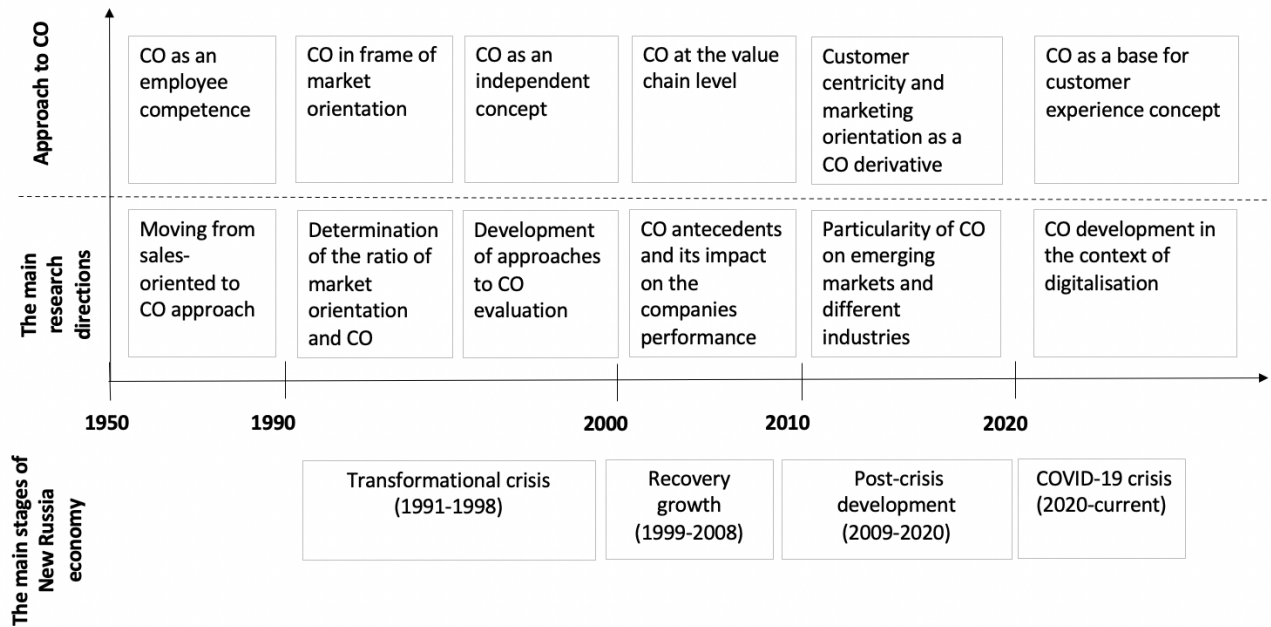 Approach to CO
CO as an
employee
competence
CO in frame of
market
orientation
CO as an
independent
concept
CO at the value
chain level
Customer
centricity and
marketing
orientation as a
CO derivative
CO as a base for
customer
experience concept
The main
research
directions
Moving from
sales-
oriented to
CO approach
Determination
of the ratio of
market
orientation
and CO
Development
of approaches
to CO
evaluation
CO antecedents
and its impact
on the
companies
performance
Particularity of CO
on emerging
markets and
different
industries
CO development in
the context of
digitalisation
1950
1990
2000
2010
2020
The main stages of
New Russia
economy
Transformational crisis
(1991-1998)
Recovery
growth
(1999-2008)
Post-crisis
development
(2009-2020)
COVID-19 crisis
(2020-current)